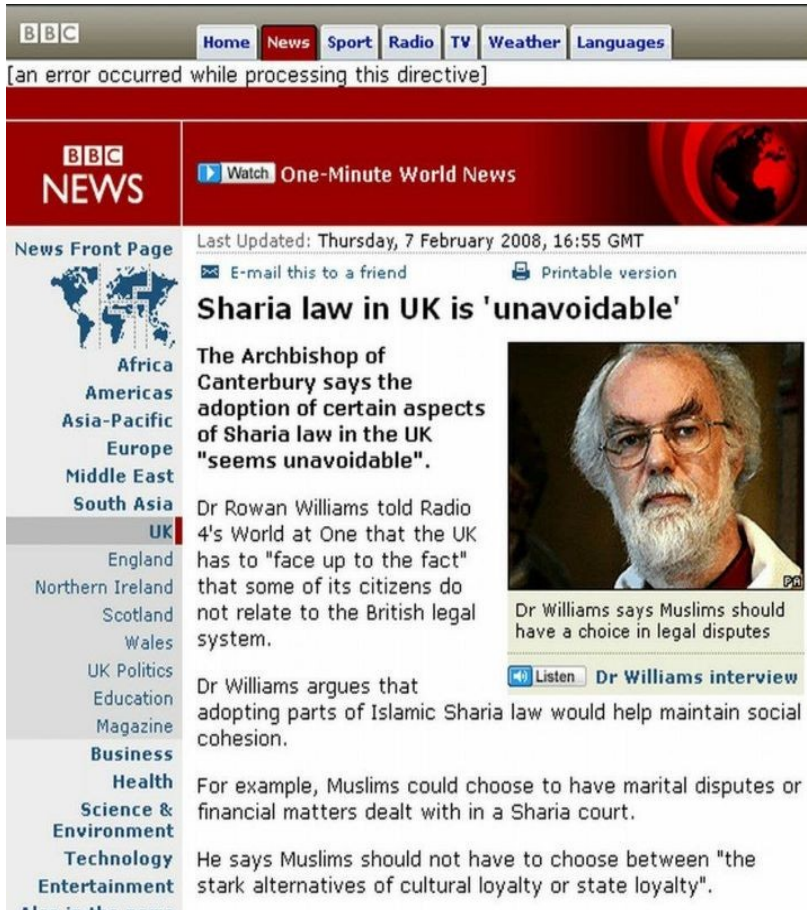 BBC
Home News Sport Radio TV Weather Languages
[an error occurred while processing this directive]
BBC
NEWS
Watch One-Minute World News
News Front Page
Africa
Americas
Asia-Pacific
Europe
Middle East
South Asia
UK
England
Northern Ireland
Scotland
Wales
UK Politics
Education
Magazine
Business
Health
Science &
Environment
Technology
Entertainment
Last Updated: Thursday, 7 February 2008, 16:55 GMT
E-mail this to a friend Printable version
Sharia law in UK is 'unavoidable'
The Archbishop of
Canterbury says the
adoption of certain aspects
of Sharia law in the UK
"seems unavoidable".
Dr Rowan Williams told Radio
4's World at One that the UK
has to "face up to the fact"
that some of its citizens do
not relate to the British legal
system.
PA
Dr Williams says Muslims should
have a choice in legal disputes
Listen Dr Williams interview
Dr Williams argues that
adopting parts of Islamic Sharia law would help maintain social
cohesion.
For example, Muslims could choose to have marital disputes or
financial matters dealt with in a Sharia court.
He says Muslims should not have to choose between "the
stark alternatives of cultural loyalty or state loyalty".